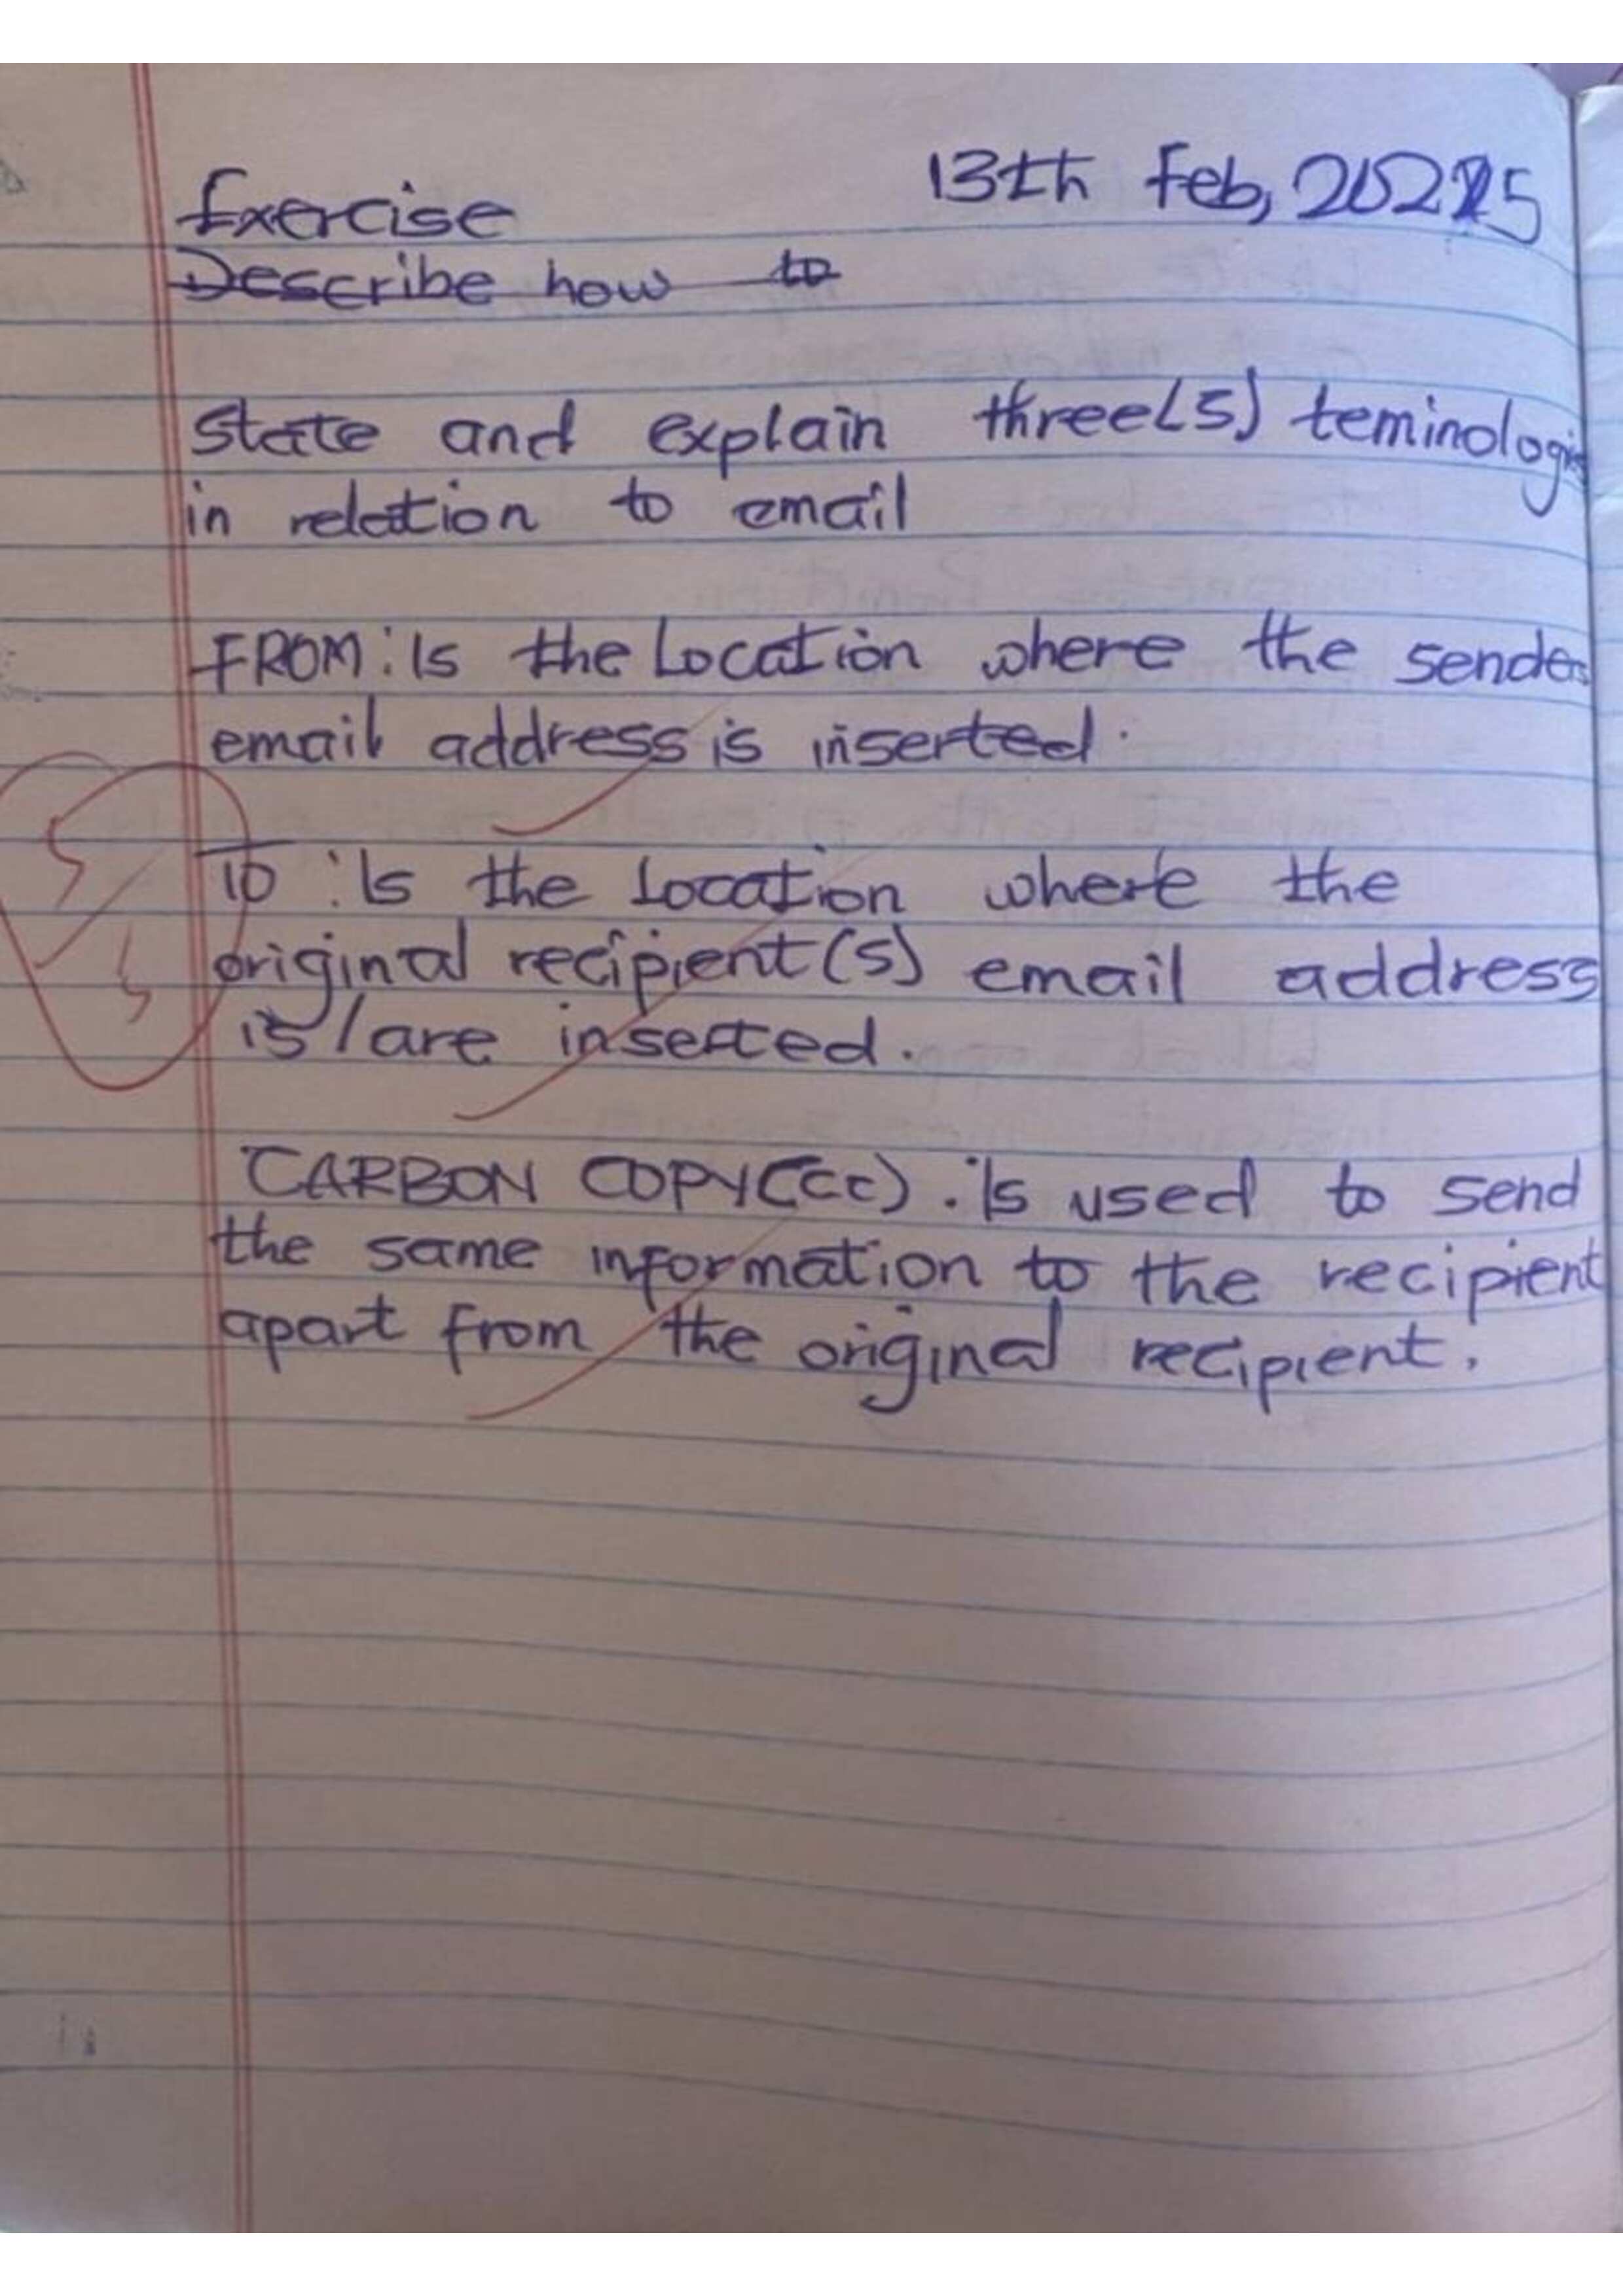 13th Feb, 2025
Exercise
Describe how to
State and explain three(3) teminologies
in relation to email
FROM: Is the Location where the senders
email address is inserted.
TO : Is the Location where the
original recipient(s) email address
is/are inserted.
CARBON COPY(cc). Is used to send
the same information to the recipient
apart from the original recipient.
5
5